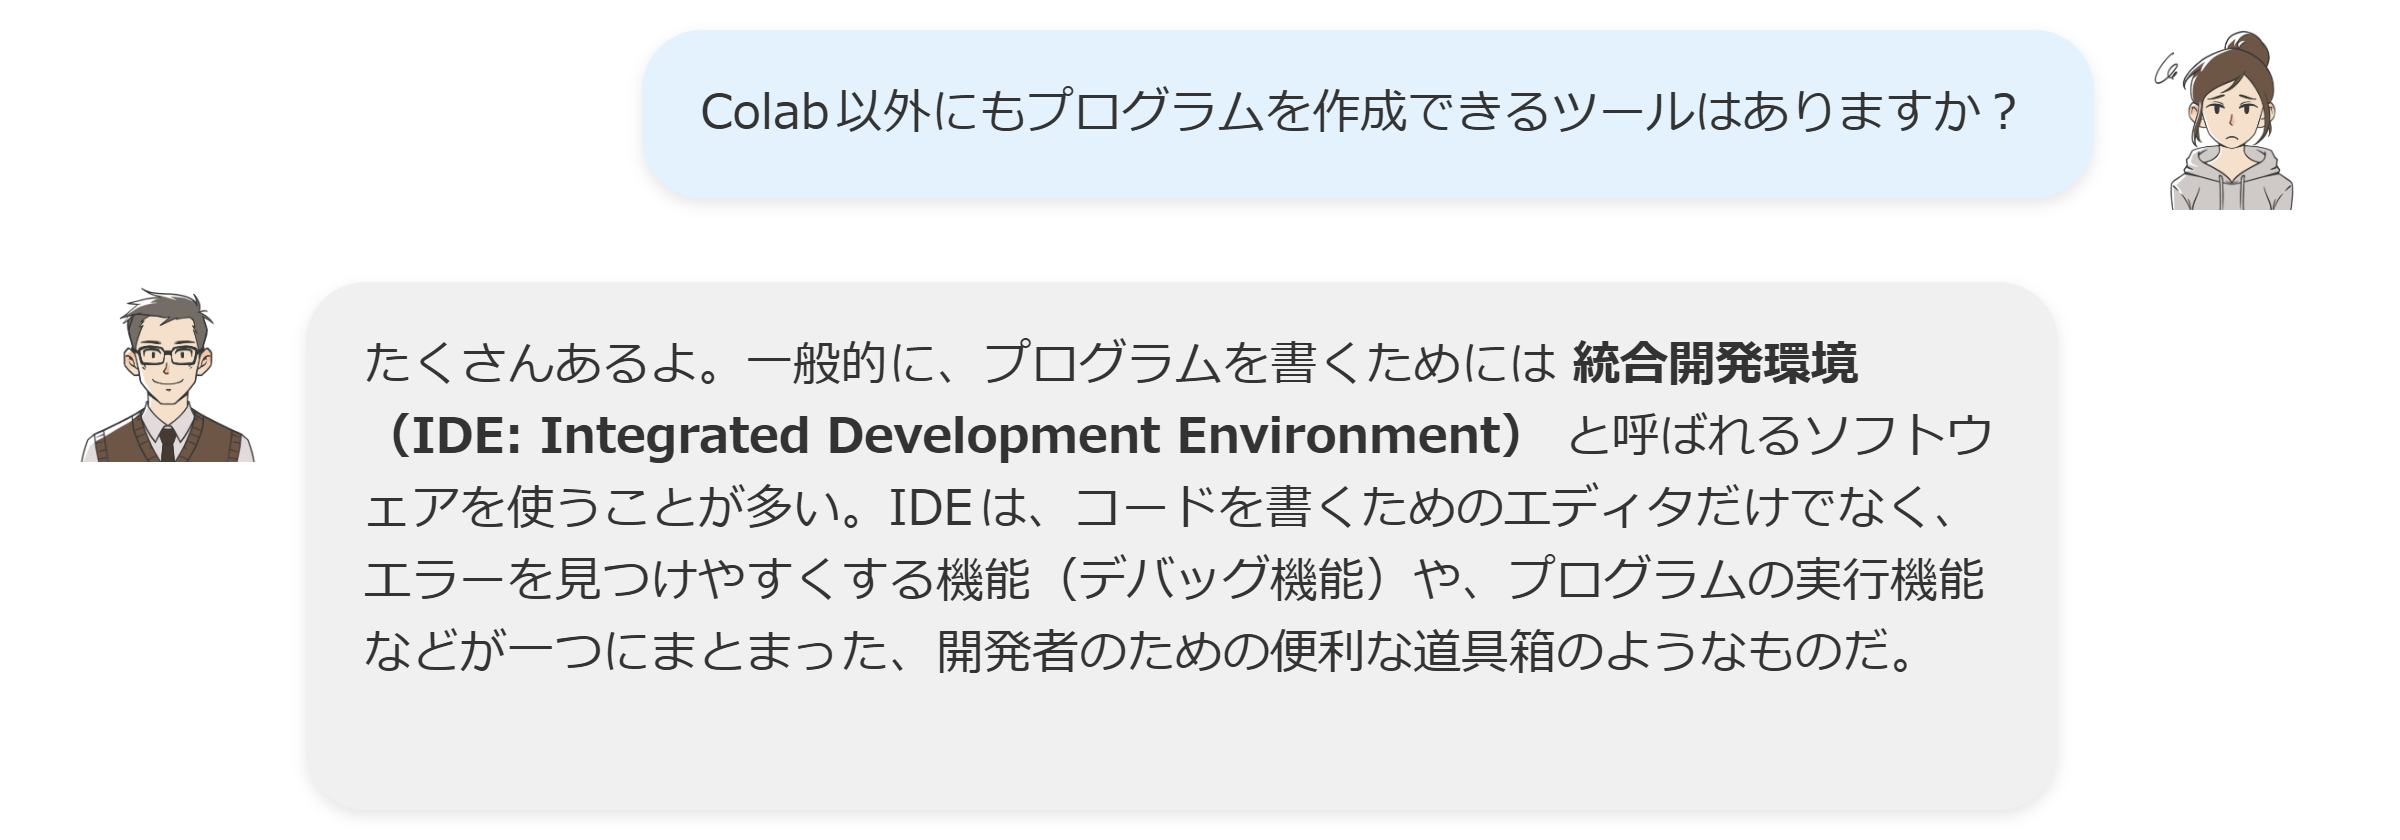 Colab以外にもプログラムを作成できるツールはありますか？
たくさんあるよ。一般的に、プログラムを書くためには 統合開発環境
（IDE: Integrated Development Environment） と呼ばれるソフトウ
ェアを使うことが多い。IDEは、コードを書くためのエディタだけでなく、
エラーを見つけやすくする機能（デバッグ機能）や、プログラムの実行機能
などが一つにまとまった、開発者のための便利な道具箱のようなものだ。